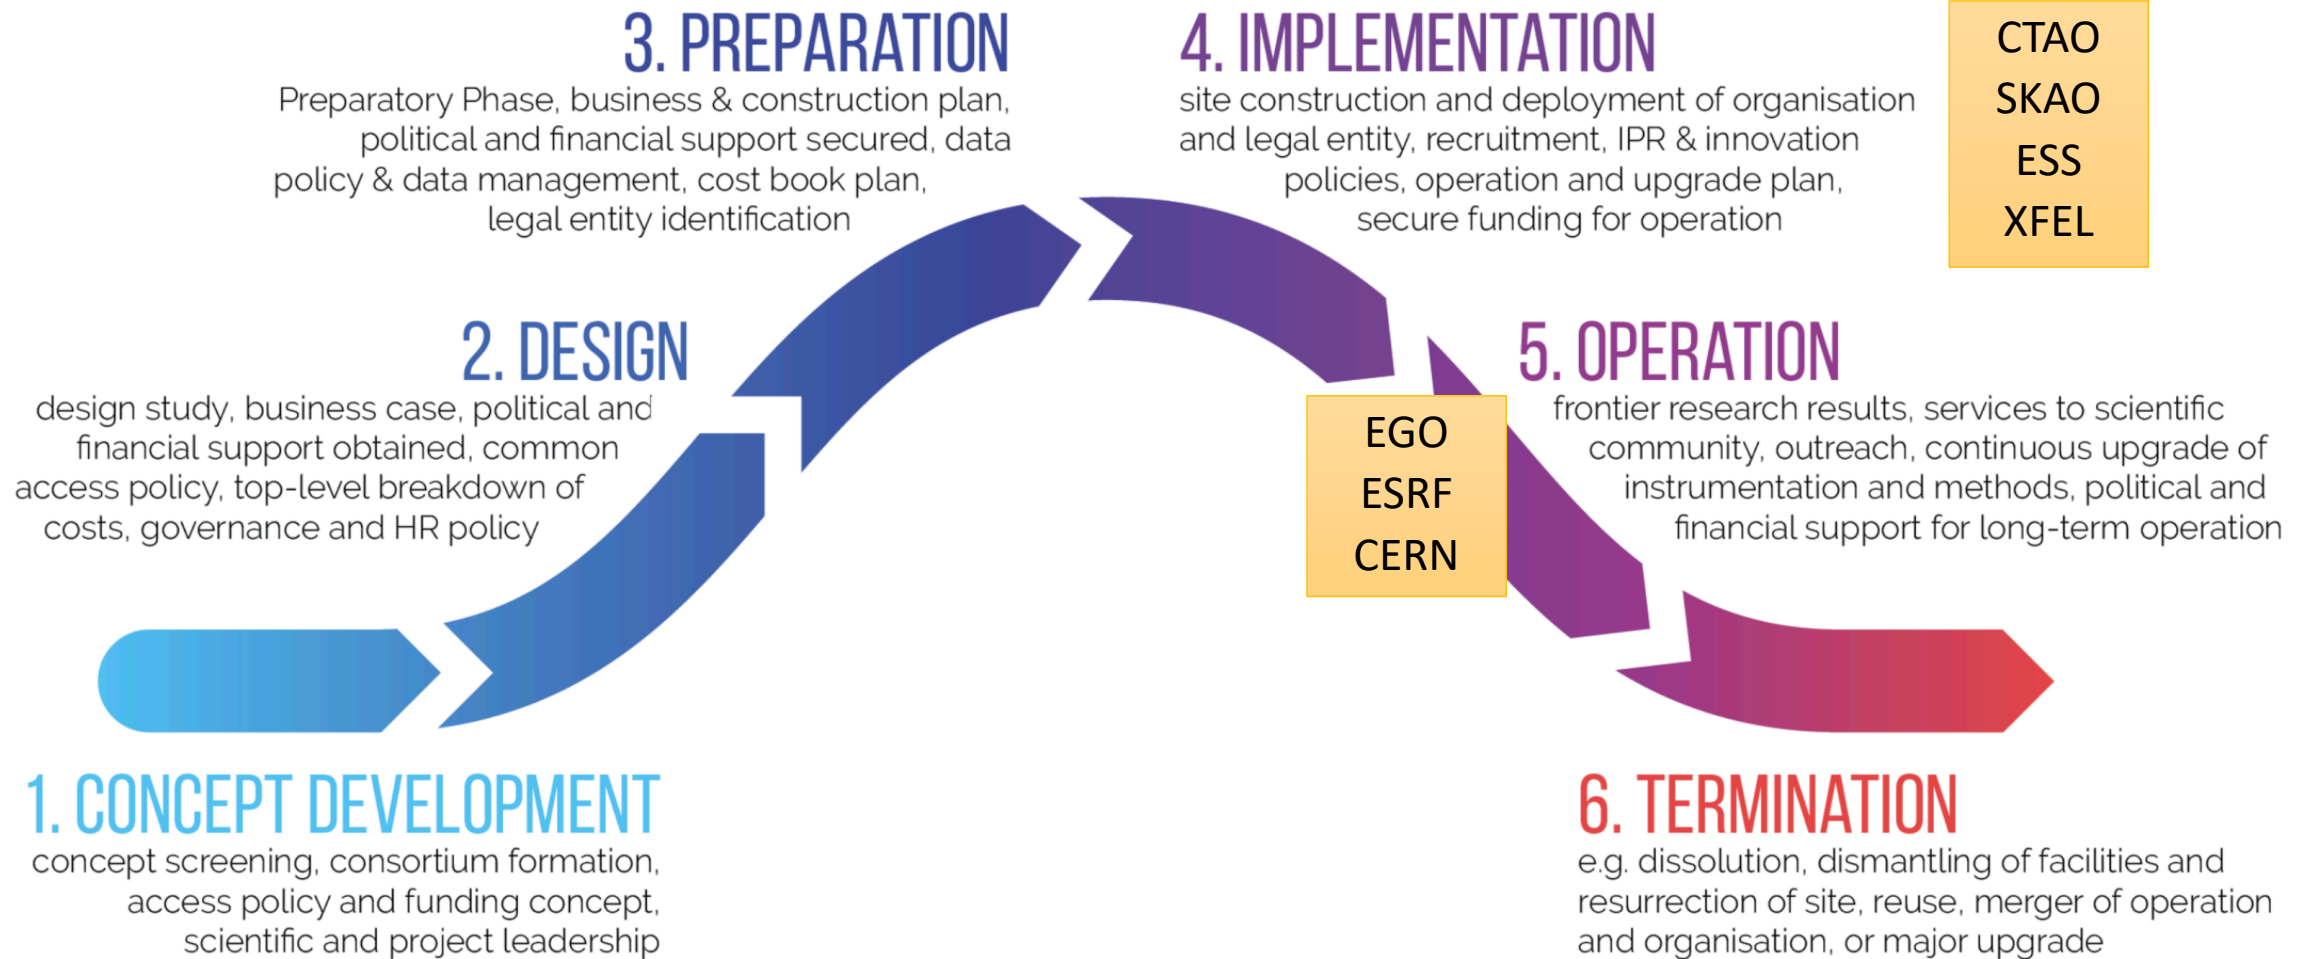 3. PREPARATION
Preparatory Phase, business & construction plan,
political and financial support secured, data
policy & data management, cost book plan,
legal entity identification
4. IMPLEMENTATION
site construction and deployment of organisation
and legal entity, recruitment, IPR & innovation
policies, operation and upgrade plan,
secure funding for operation
CTAO
SKAO
ESS
XFEL
2. DESIGN
design study, business case, political and
financial support obtained, common
access policy, top-level breakdown of
costs, governance and HR policy
EGO
ESRF
CERN
5. OPERATION
frontier research results, services to scientific
community, outreach, continuous upgrade of
instrumentation and methods, political and
financial support for long-term operation
1. CONCEPT DEVELOPMENT
concept screening, consortium formation,
access policy and funding concept,
scientific and project leadership
6. TERMINATION
e.g. dissolution, dismantling of facilities and
resurrection of site, reuse, merger of operation
and organisation, or major upgrade